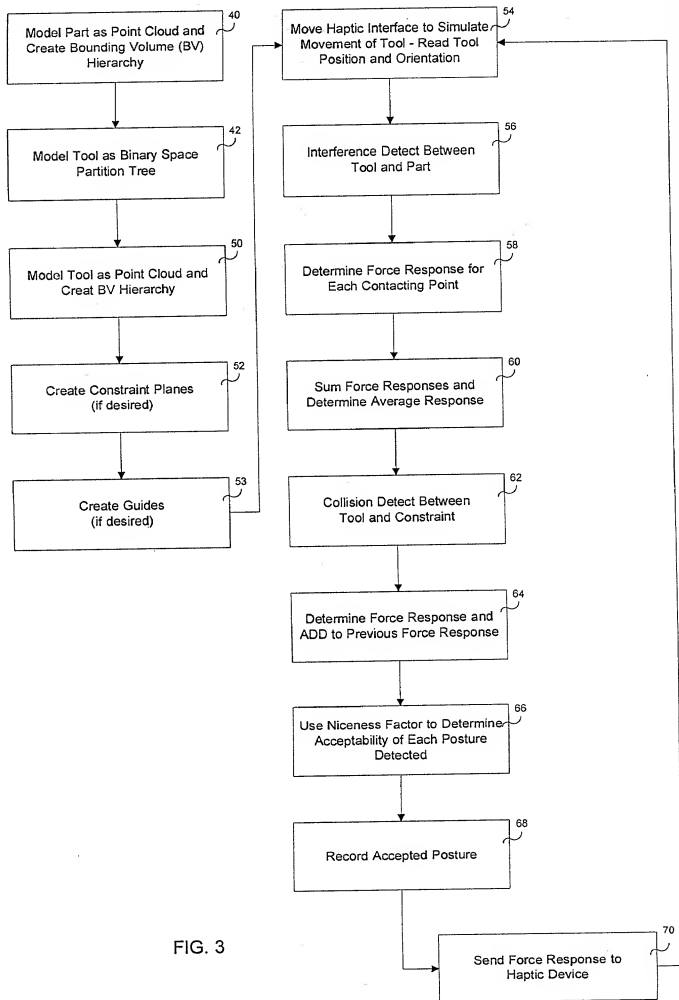 40
Model Part as Point Cloud and
Create Bounding Volume (BV)
Hierarchy
42
Model Tool as Binary Space
Partition Tree
50
Model Tool as Point Cloud and
Creat BV Hierarchy
52
Create Constraint Planes
(if desired)
53
Create Guides
(if desired)
54
Move Haptic Interface to Simulate
Movement of Tool - Read Tool
Position and Orientation
56
Interference Detect Between
Tool and Part
58
Determine Force Response for
Each Contacting Point
60
Sum Force Responses and
Determine Average Response
62
Collision Detect Between
Tool and Constraint
64
Determine Force Response and
ADD to Previous Force Response
66
Use Niceness Factor to Determine
Acceptability of Each Posture
Detected
68
Record Accepted Posture
70
Send Force Response to
Haptic Device
FIG. 3